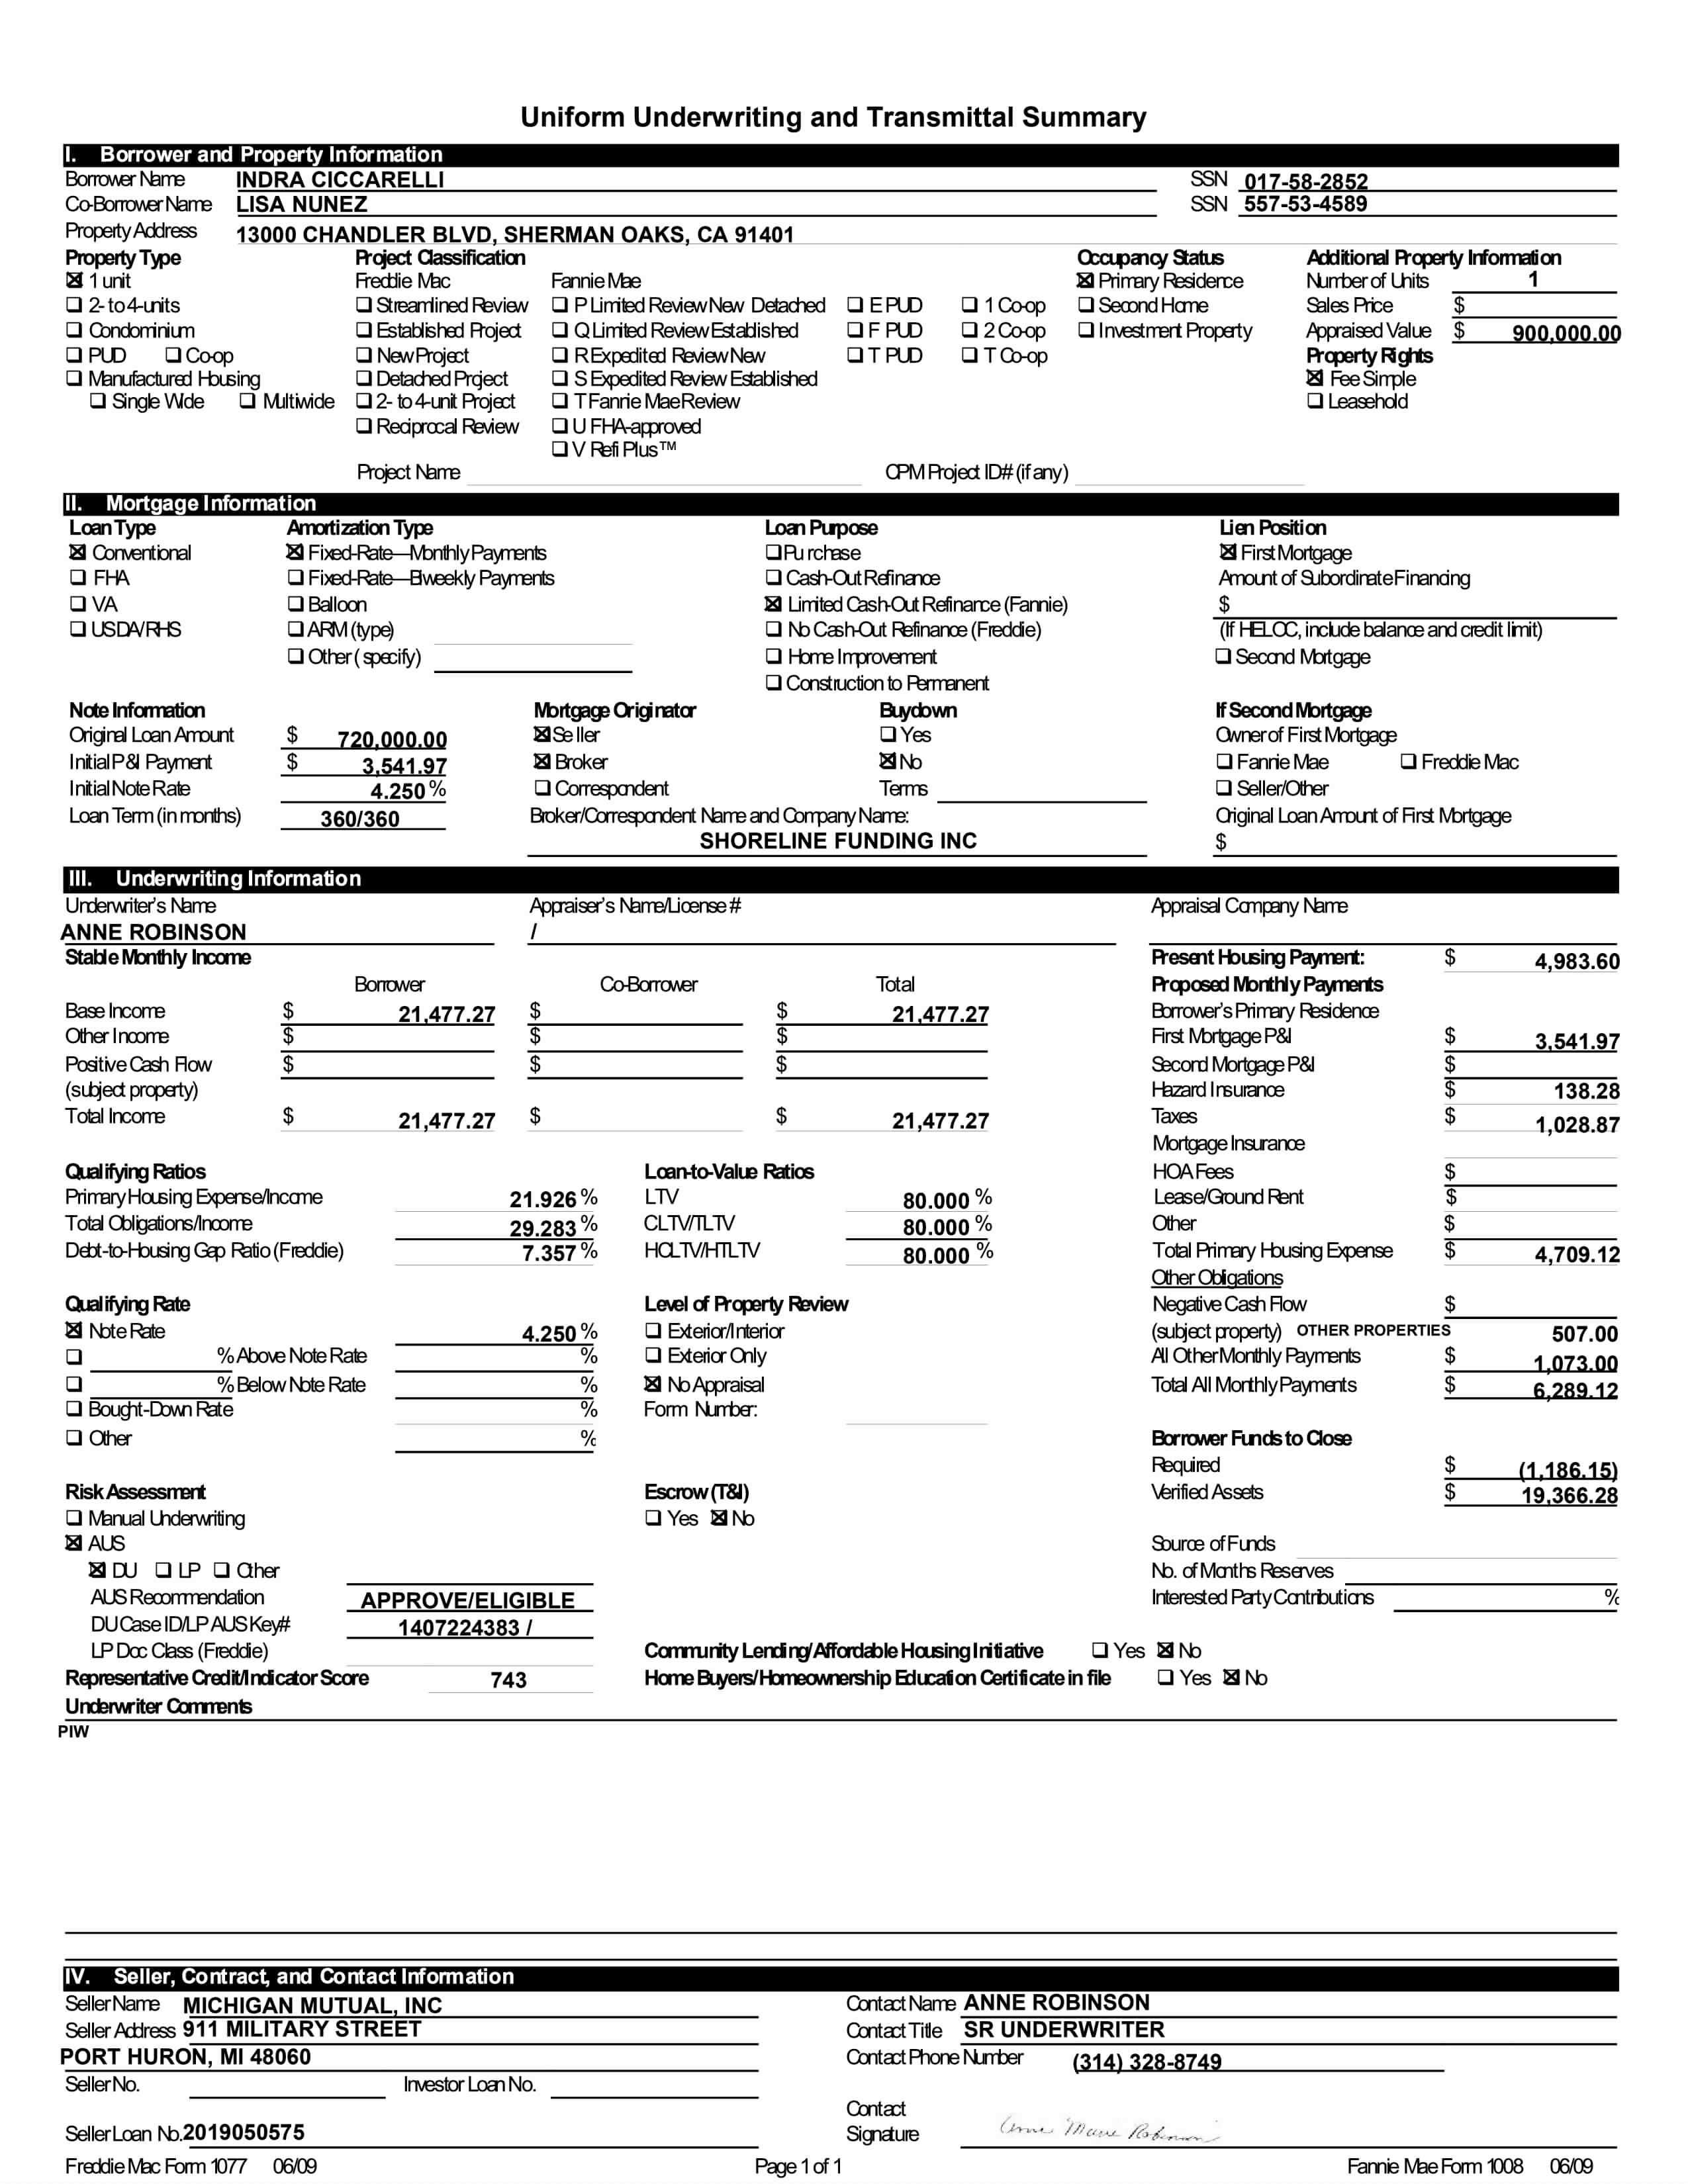 Uniform Underwriting and Transmittal Summary
I. Borrower and Property Information
Borrower Name INDRA CICCARELLI SSN 017-58-2852
Co-Borrower Name LISA NUNEZ SSN 557-53-4589
Property Address 13000 CHANDLER BLVD, SHERMAN OAKS, CA 91401
Property Type Project Classification Occupancy Status Additional Property Information
☒ 1 unit Freddie Mac Fannie Mae ☒ Primary Residence Number of Units 1
☐ 2- to 4-units ☐ Streamlined Review ☐ P Limited Review New Detached ☐ E PUD ☐ 1 Co-op ☐ Second Home Sales Price $
☐ Condominium ☐ Established Project ☐ Q Limited Review Established ☐ F PUD ☐ 2 Co-op ☐ Investment Property Appraised Value $ 900,000.00
☐ PUD ☐ Co-op ☐ New Project ☐ R Expedited Review New ☐ T PUD ☐ T Co-op Property Rights
☐ Manufactured Housing ☐ Detached Project ☐ S Expedited Review Established ☒ Fee Simple
☐ Single Wide ☐ Multiwide ☐ 2- to 4-unit Project ☐ T Fannie Mae Review ☐ Leasehold
☐ Reciprocal Review ☐ U FHA-approved
☐ V Refi Plus™
Project Name CPM Project ID# (if any)
II. Mortgage Information
Loan Type Amortization Type Loan Purpose Lien Position
☒ Conventional ☒ Fixed-Rate—Monthly Payments ☐ Purchase ☒ First Mortgage
☐ FHA ☐ Fixed-Rate—Biweekly Payments ☐ Cash-Out Refinance Amount of Subordinate Financing
☐ VA ☐ Balloon ☒ Limited Cash-Out Refinance (Fannie) $
☐ USDA/RHS ☐ ARM (type) ☐ No Cash-Out Refinance (Freddie) (If HELOC, include balance and credit limit)
☐ Other (specify) ☐ Home Improvement ☐ Second Mortgage
☐ Construction to Permanent
Note Information Mortgage Originator Buydown If Second Mortgage
Original Loan Amount $ 720,000.00 ☒ Seller ☐ Yes Owner of First Mortgage
Initial P&I Payment $ 3,541.97 ☒ Broker ☒ No ☐ Fannie Mae ☐ Freddie Mac
Initial Note Rate 4.250 % ☐ Correspondent Terms ☐ Seller/Other
Loan Term (in months) 360/360 Broker/Correspondent Name and Company Name: Original Loan Amount of First Mortgage
SHORELINE FUNDING INC $
III. Underwriting Information
Underwriter's Name Appraiser's Name/License # Appraisal Company Name
ANNE ROBINSON /
Stable Monthly Income Present Housing Payment: $ 4,983.60
Borrower Co-Borrower Total Proposed Monthly Payments
Base Income $ 21,477.27 $ $ 21,477.27 Borrower's Primary Residence
Other Income $ $ $ First Mortgage P&I $ 3,541.97
Positive Cash Flow $ $ $ Second Mortgage P&I $
(subject property) Hazard Insurance $ 138.28
Total Income $ 21,477.27 $ $ 21,477.27 Taxes $ 1,028.87
Mortgage Insurance
Qualifying Ratios Loan-to-Value Ratios HOA Fees $
Primary Housing Expense/Income 21.926 % LTV 80.000 % Lease/Ground Rent $
Total Obligations/Income 29.283 % CLTV/TLTV 80.000 % Other $
Debt-to-Housing Gap Ratio (Freddie) 7.357 % HCLTV/HTLTV 80.000 % Total Primary Housing Expense $ 4,709.12
Other Obligations
Qualifying Rate Level of Property Review Negative Cash Flow $
☒ Note Rate 4.250 % ☐ Exterior/Interior (subject property) OTHER PROPERTIES 507.00
☐ % Above Note Rate % ☐ Exterior Only All Other Monthly Payments $ 1,073.00
☐ % Below Note Rate % ☒ No Appraisal Total All Monthly Payments $ 6,289.12
☐ Bought-Down Rate % Form Number:
☐ Other % Borrower Funds to Close
Required $ (1,186.15)
Risk Assessment Escrow (T&I) Verified Assets $ 19,366.28
☐ Manual Underwriting ☐ Yes ☒ No
☒ AUS Source of Funds
☒ DU ☐ LP ☐ Other No. of Months Reserves
AUS Recommendation APPROVE/ELIGIBLE Interested Party Contributions %
DU Case ID/LP AUS Key# 1407224383 /
LP Doc Class (Freddie) Community Lending/Affordable Housing Initiative ☐ Yes ☒ No
Representative Credit/Indicator Score 743 Home Buyers/Homeownership Education Certificate in file ☐ Yes ☒ No
Underwriter Comments
PIW
IV. Seller, Contract, and Contact Information
Seller Name MICHIGAN MUTUAL, INC Contact Name ANNE ROBINSON
Seller Address 911 MILITARY STREET Contact Title SR UNDERWRITER
PORT HURON, MI 48060 Contact Phone Number (314) 328-8749
Seller No. Investor Loan No.
Contact
Seller Loan No. 2019050575 Signature Anne Marie Robinson
Freddie Mac Form 1077 06/09 Page 1 of 1 Fannie Mae Form 1008 06/09